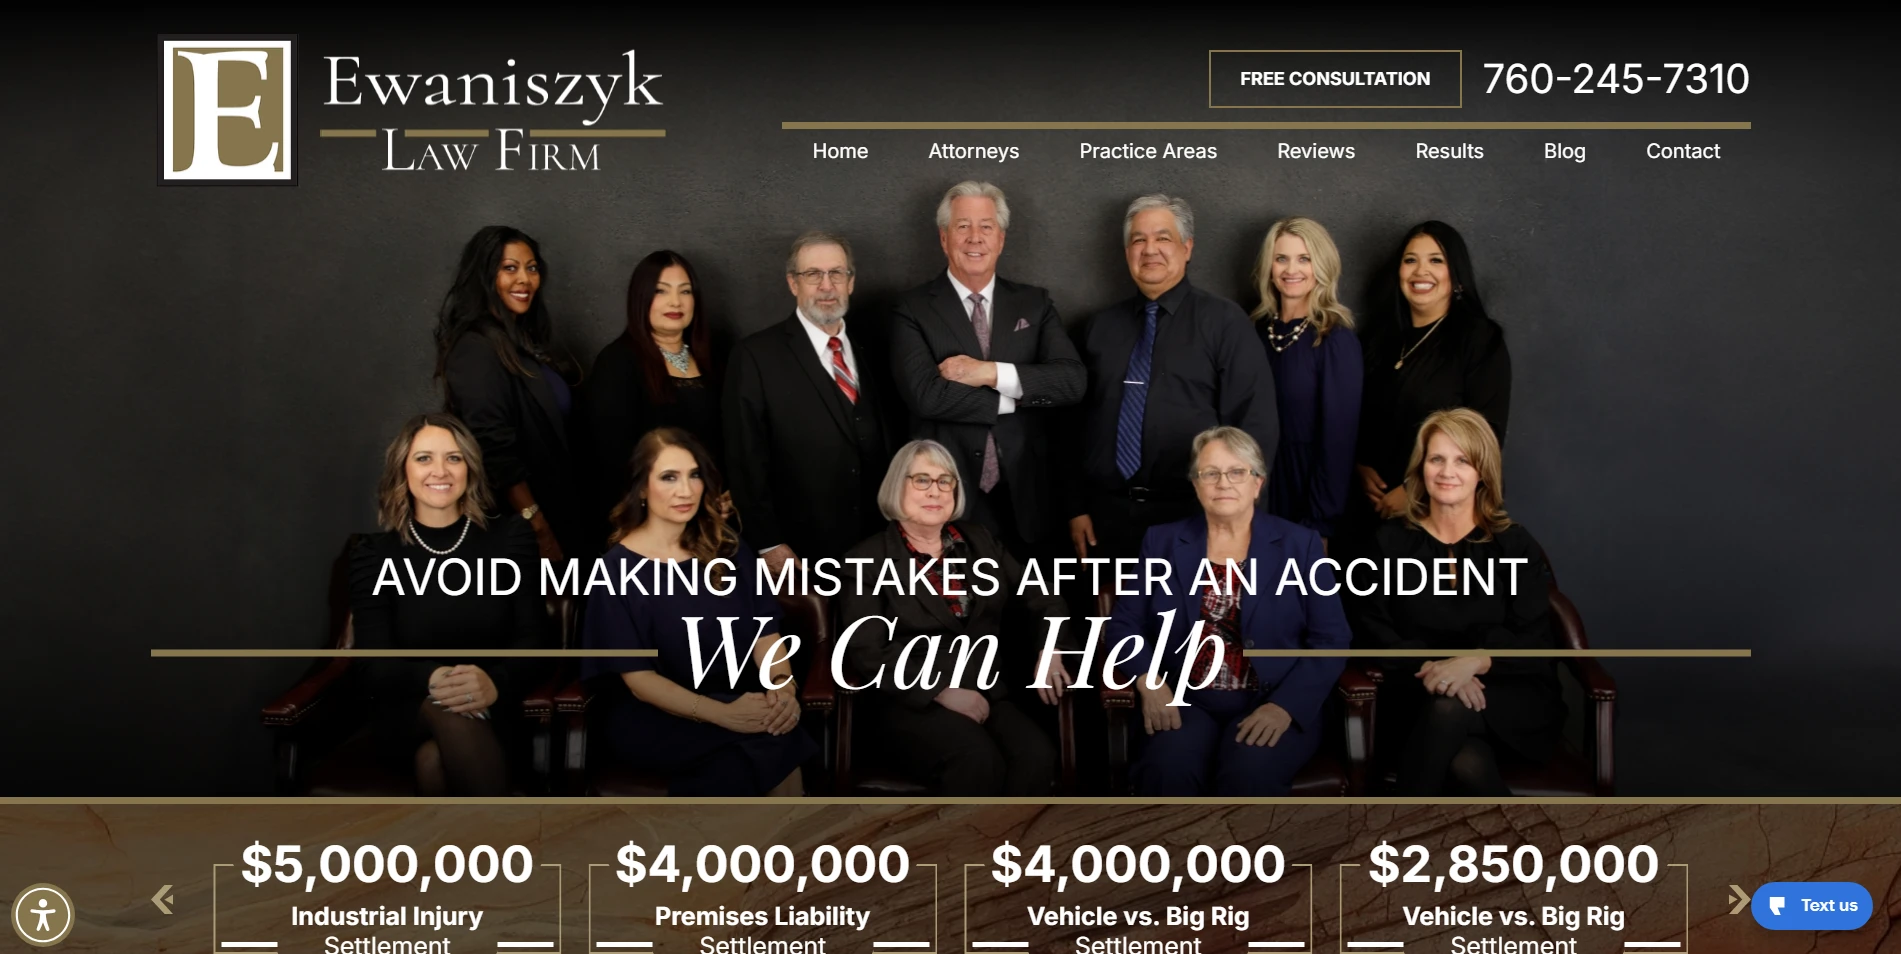 E
Ewaniszyk
LAW FIRM
FREE CONSULTATION
760-245-7310
Home
Attorneys
Practice Areas
Reviews
Results
Blog
Contact
AVOID MAKING MISTAKES AFTER AN ACCIDENT
We Can Help
$5,000,000
Industrial Injury
Settlement
$4,000,000
Premises Liability
Settlement
$4,000,000
Vehicle vs. Big Rig
Settlement
$2,850,000
Vehicle vs. Big Rig
Settlement
Text us